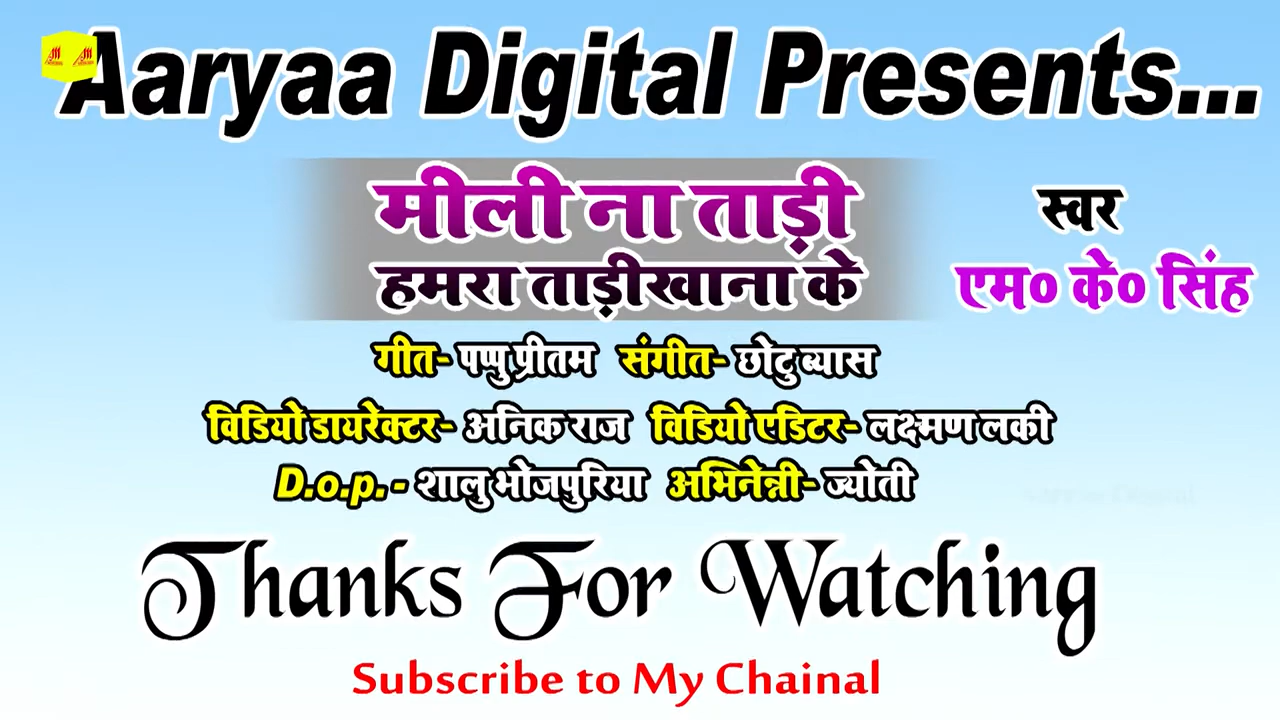 Aaryaa Digital Presents...
मीली ना ताड़ी
हमरा ताड़ीखाना के
स्वर
एम० के० सिंह
गीत- पप्पु प्रीतम संगीत- छोटु ब्यास
विडियो डायरेक्टर- अनिक राज विडियो एडिटर- लक्ष्मण लकी
D.o.p. - शालु भोजपुरिया अभिनेत्री- ज्योती
Thanks For Watching
Subscribe to My Chainal